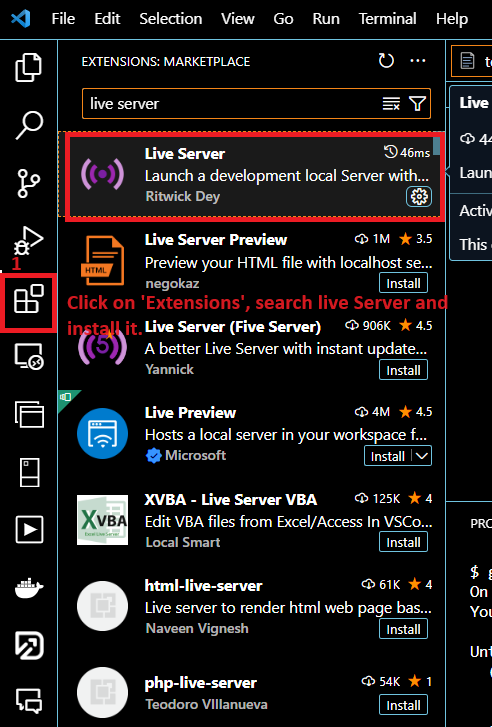 File Edit Selection View Go Run Terminal Help
EXTENSIONS: MARKETPLACE
live server
Live Server 46ms
Launch a development local Server with...
Ritwick Dey
1
Live Server Preview 1M 3.5
Preview your HTML file with localhost se...
negokaz Install
HTML
Click on 'Extensions', search live Server and
install it.
Live Server (Five Server) 906K 4.5
5
A better Live Server with instant update...
Yannick Install
Live Preview 4M 4.5
Hosts a local server in your workspace f...
Microsoft Install
XVBA - Live Server VBA 125K 4
XVBA
Excel Live Server
Edit VBA files from Excel/Access In VSCo...
Local Smart Install
html-live-server 61K 4
Live server to render html web page bas...
Naveen Vignesh Install
php-live-server 54K 1
Teodoro VIllanueva Install
Live
44
Laun
Activ
This
PRO
$ g
On
You
Unt